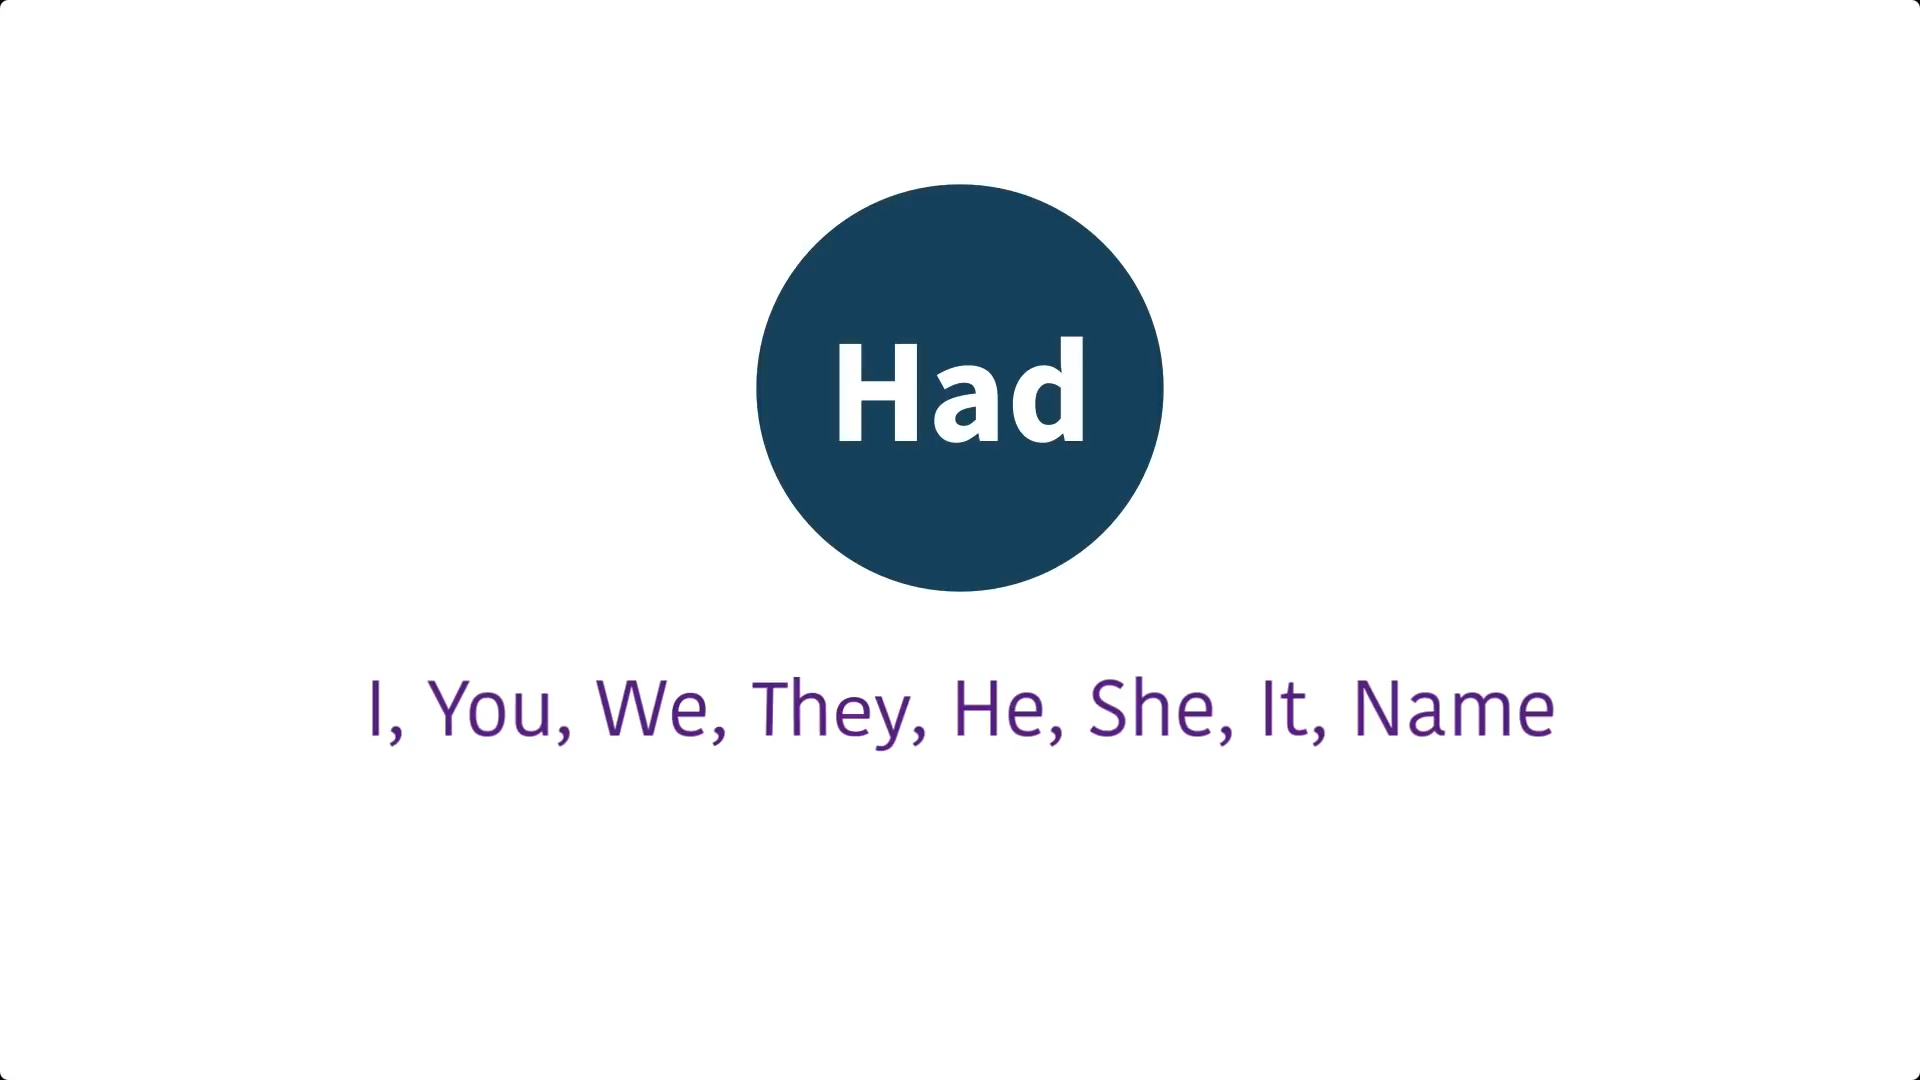 Had
I, You, We, They, He, She, It, Name